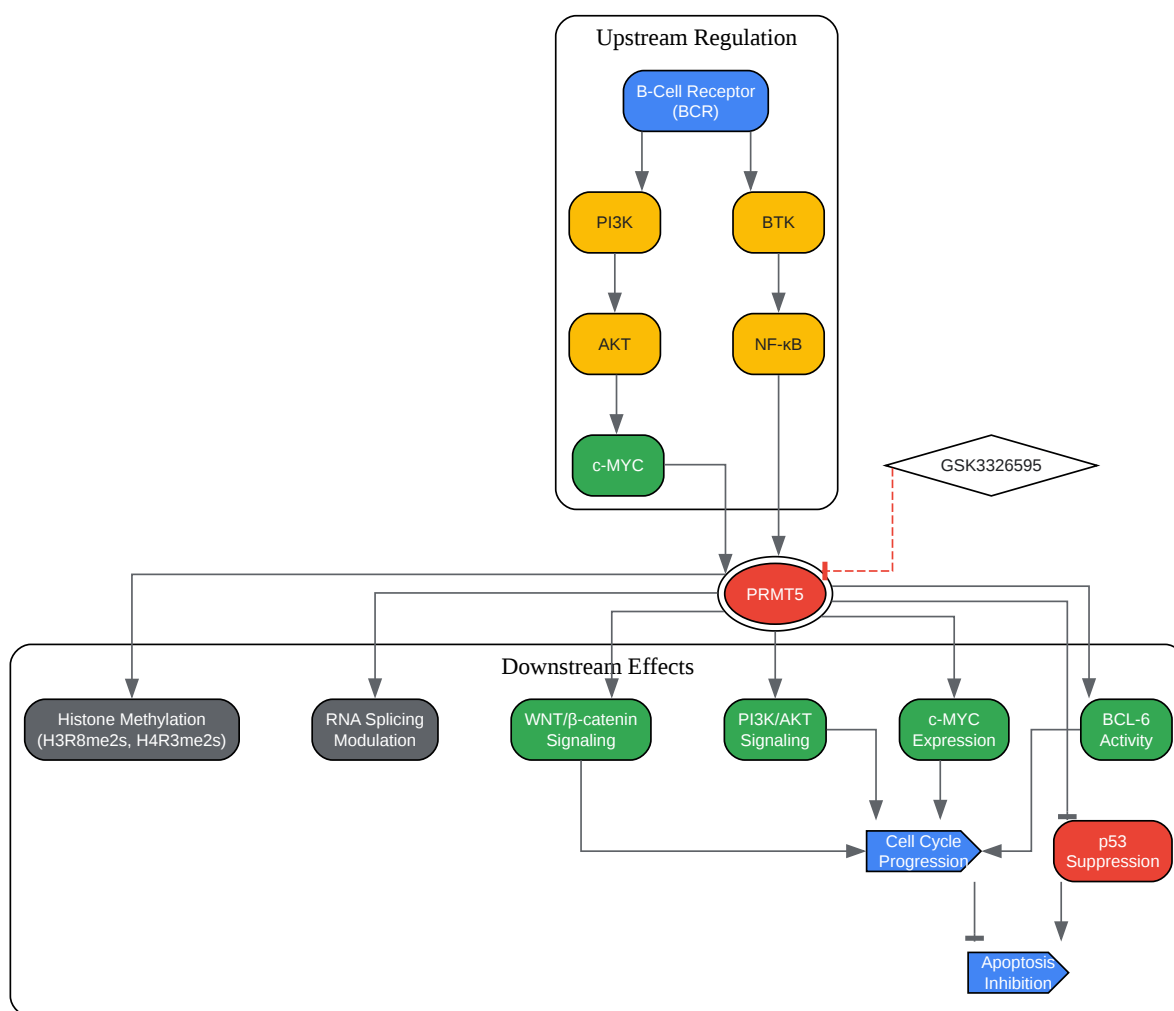 Upstream Regulation
B-Cell Receptor
(BCR)
PI3K
BTK
AKT
NF-κB
c-MYC
GSK3326595
PRMT5
Downstream Effects
Histone Methylation
(H3R8me2s, H4R3me2s)
RNA Splicing
Modulation
WNT/β-catenin
Signaling
PI3K/AKT
Signaling
c-MYC
Expression
BCL-6
Activity
Cell Cycle
Progression
p53
Suppression
Apoptosis
Inhibition